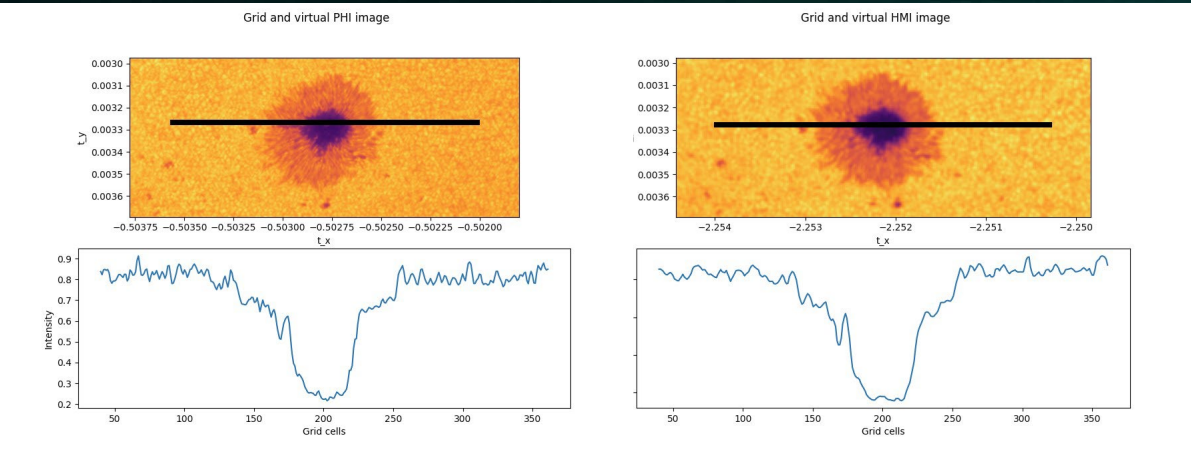 Grid and virtual PHI image
Grid and virtual HMI image
0.0030
0.0031
0.0032
0.0033
0.0034
0.0035
0.0036
t_y
−0.50375 −0.50350 −0.50325 −0.50300 −0.50275 −0.50250 −0.50225 −0.50200
t_x
0.0030
0.0031
0.0032
0.0033
0.0034
0.0035
0.0036
−2.254 −2.253 −2.252 −2.251 −2.250
t_x
0.9
0.8
0.7
0.6
0.5
0.4
0.3
0.2
Intensity
50 100 150 200 250 300 350
Grid cells
50 100 150 200 250 300 350
Grid cells